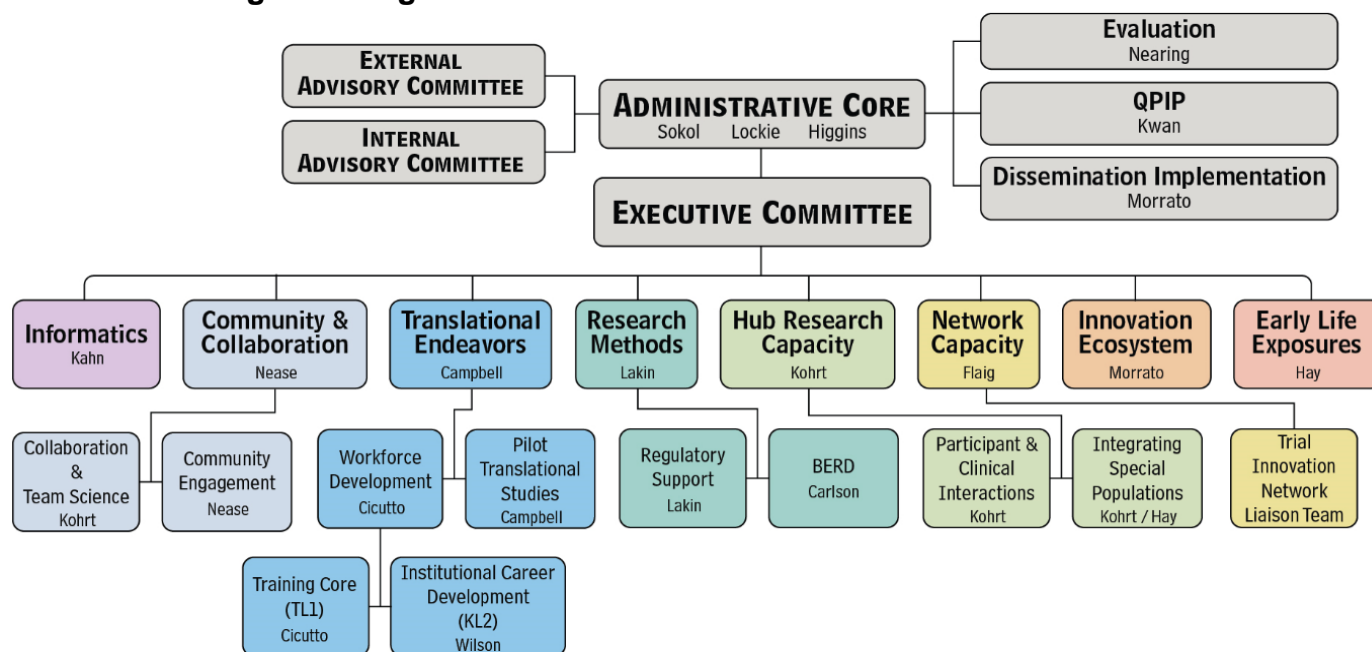 Evaluation
Nearing
EXTERNAL
ADVISORY COMMITTEE
ADMINISTRATIVE CORE
Sokol Lockie Higgins
QPIP
Kwan
INTERNAL
ADVISORY COMMITTEE
Dissemination Implementation
Morrato
EXECUTIVE COMMITTEE
Informatics
Kahn
Community &
Collaboration
Nease
Translational
Endeavors
Campbell
Research
Methods
Lakin
Hub Research
Capacity
Kohrt
Network
Capacity
Flaig
Innovation
Ecosystem
Morrato
Early Life
Exposures
Hay
Collaboration
&
Team Science
Kohrt
Community
Engagement
Nease
Workforce
Development
Cicutto
Pilot
Translational
Studies
Campbell
Regulatory
Support
Lakin
BERD
Carlson
Participant &
Clinical
Interactions
Kohrt
Integrating
Special
Populations
Kohrt / Hay
Trial
Innovation
Network
Liaison Team
Training Core
(TL1)
Cicutto
Institutional Career
Development
(KL2)
Wilson